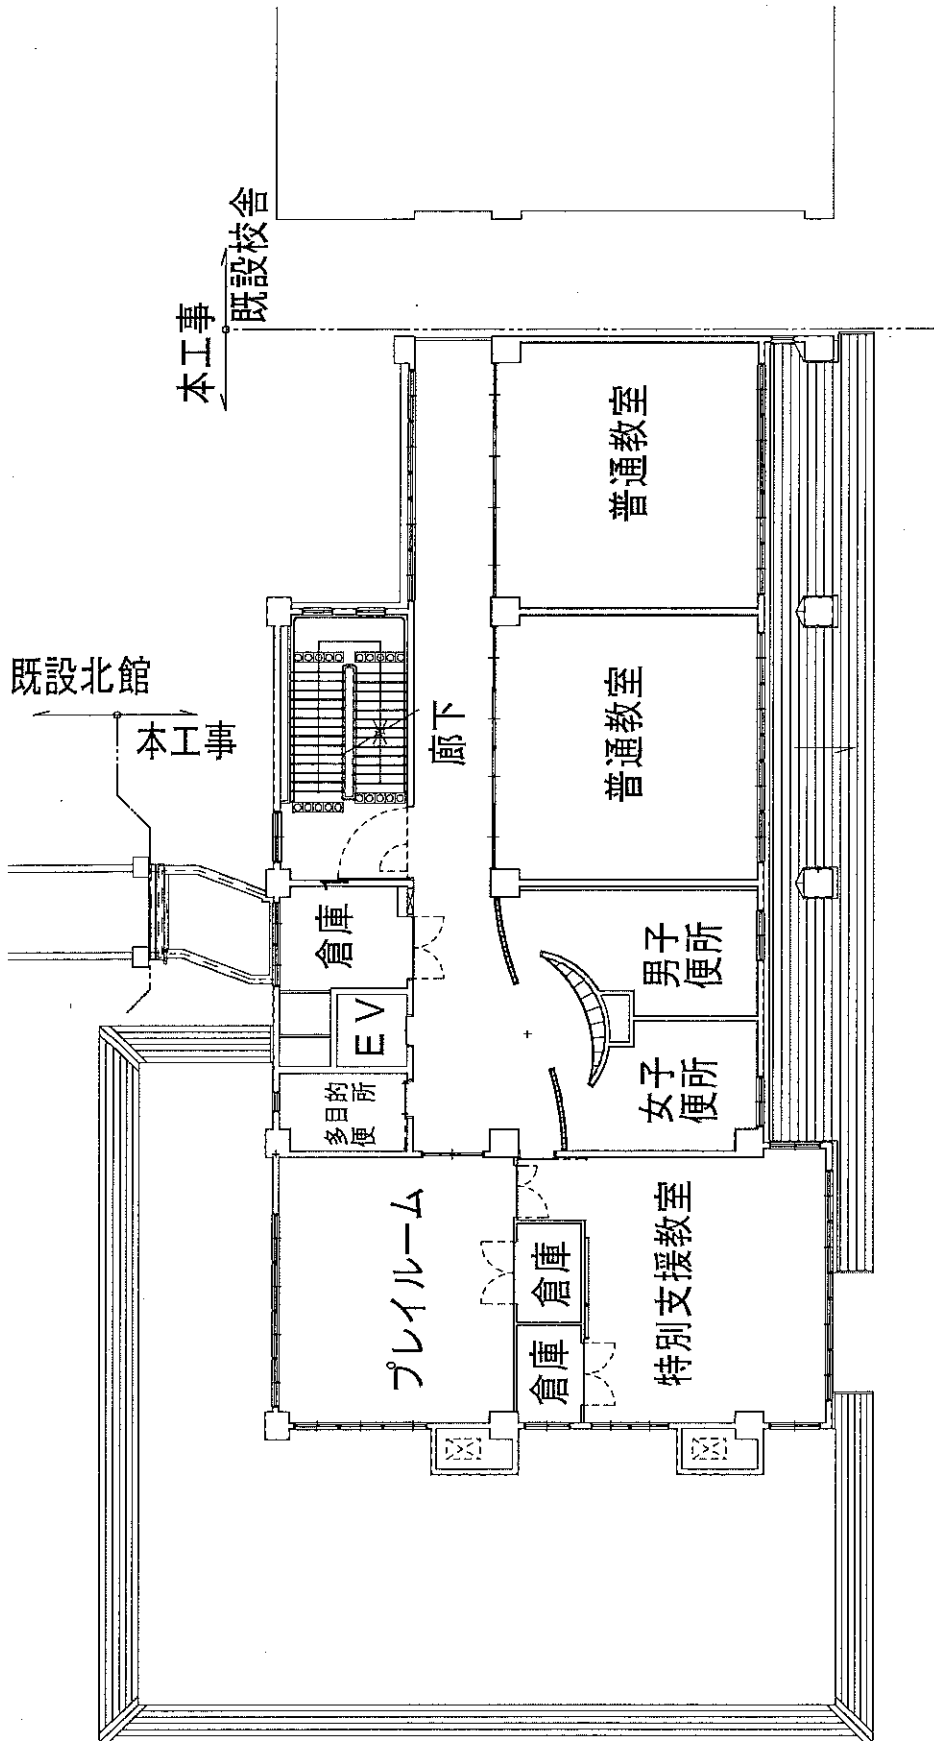 既設校舎
本工事
既設北館
本工事
普通教室
普通教室
廊下
倉庫
EV
多目的
便所
男子
便所
女子
便所
プレイルーム
倉庫
倉庫
特別支援教室